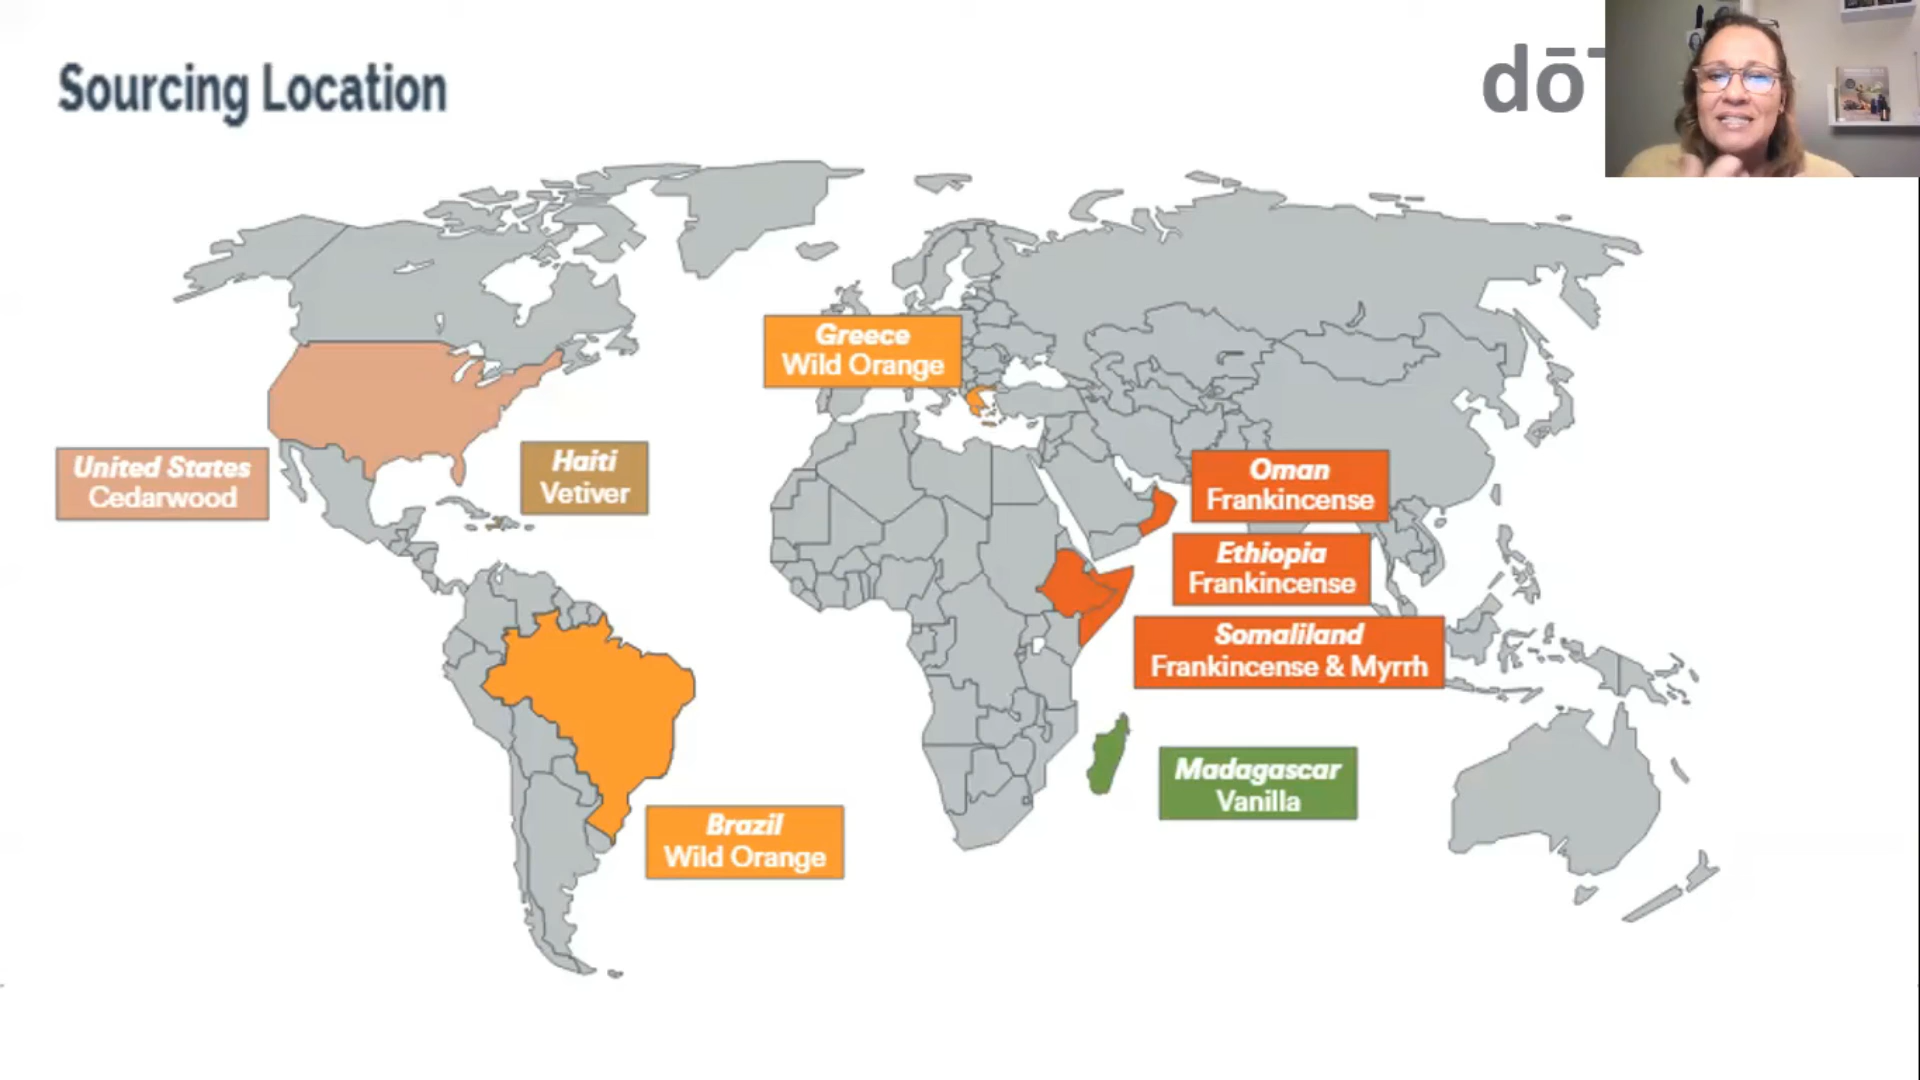 Sourcing Location
dō
Greece
Wild Orange
United States
Cedarwood
Haiti
Vetiver
Oman
Frankincense
Ethiopia
Frankincense
Somaliland
Frankincense & Myrrh
Madagascar
Vanilla
Brazil
Wild Orange